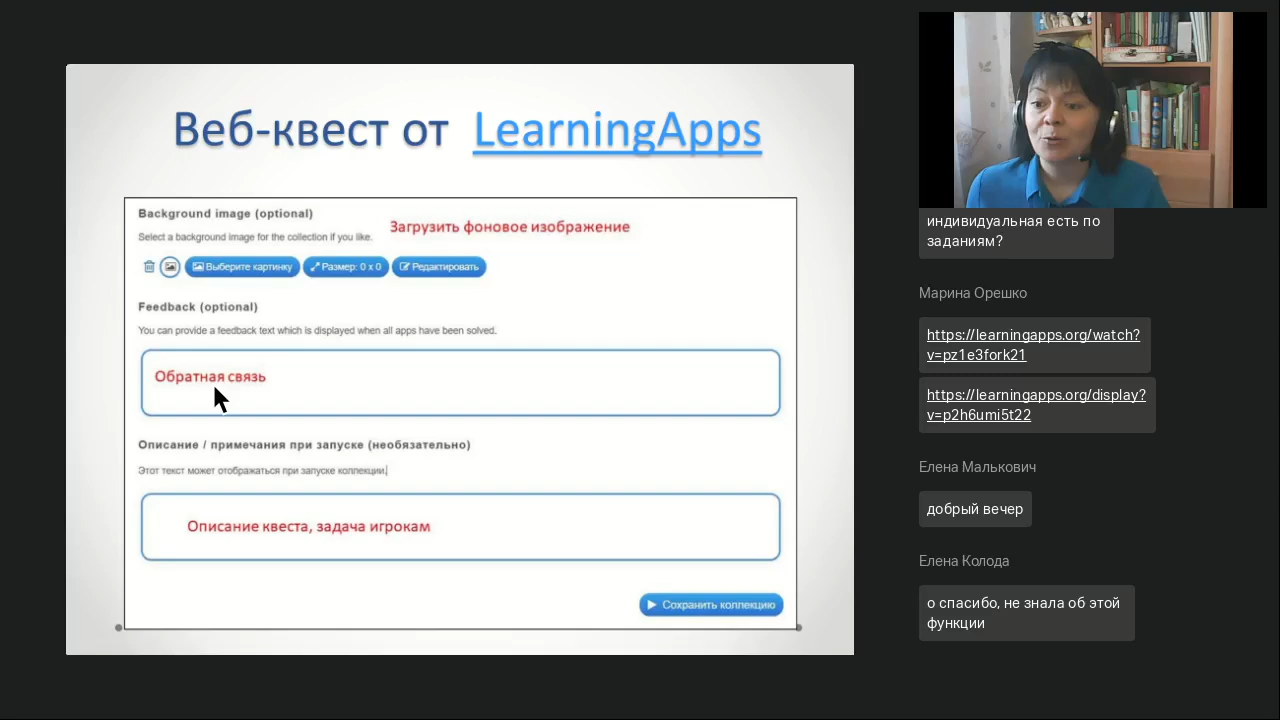 Веб-квест от LearningApps
Background image (optional)
Select a background image for the collection if you like.
Загрузить фоновое изображение
Выберите картинку
Размер: 0 x 0
Редактировать
Feedback (optional)
You can provide a feedback text which is displayed when all apps have been solved.
Обратная связь
Описание / примечания при запуске (необязательно)
Этот текст может отображаться при запуске коллекции.
Описание квеста, задача игрокам
Сохранить коллекцию
индивидуальная есть по
заданиям?
Марина Орешко
https://learningapps.org/watch?
v=pz1e3fork21
https://learningapps.org/display?
v=p2h6umi5t22
Елена Малькович
добрый вечер
Елена Колода
о спасибо, не знала об этой
функции